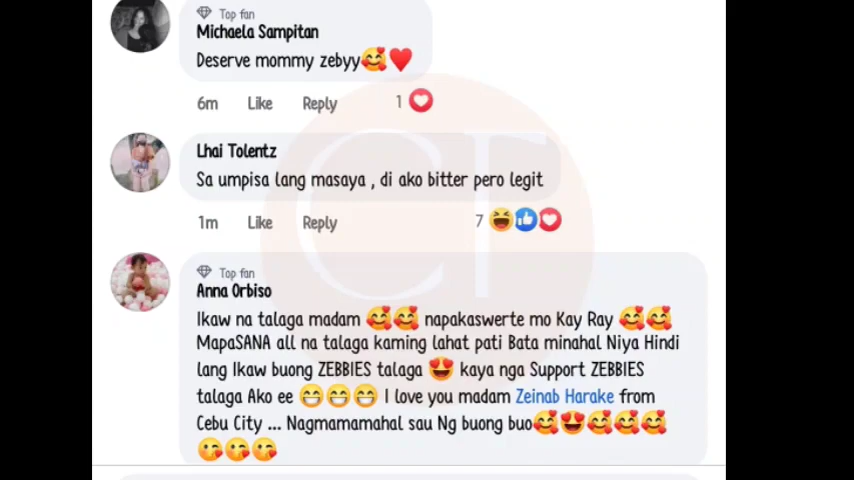 Top fan
Michaela Sampitan
Deserve mommy zebyy🥰♥️
6m Like Reply 1
Lhai Tolentz
Sa umpisa lang masaya , di ako bitter pero legit
1m Like Reply 7
Top fan
Anna Orbiso
Ikaw na talaga madam 🥰🥰 napakaswerte mo Kay Ray 🥰🥰
MapaSANA all na talaga kaming lahat pati Bata minahal Niya Hindi
lang Ikaw buong ZEBBIES talaga 😍 kaya nga Support ZEBBIES
talaga Ako ee 😁😁😁 I love you madam Zeinab Harake from
Cebu City ... Nagmamamahal sau Ng buong buo🥰😍🥰🥰🥰
😘😘😘
CT